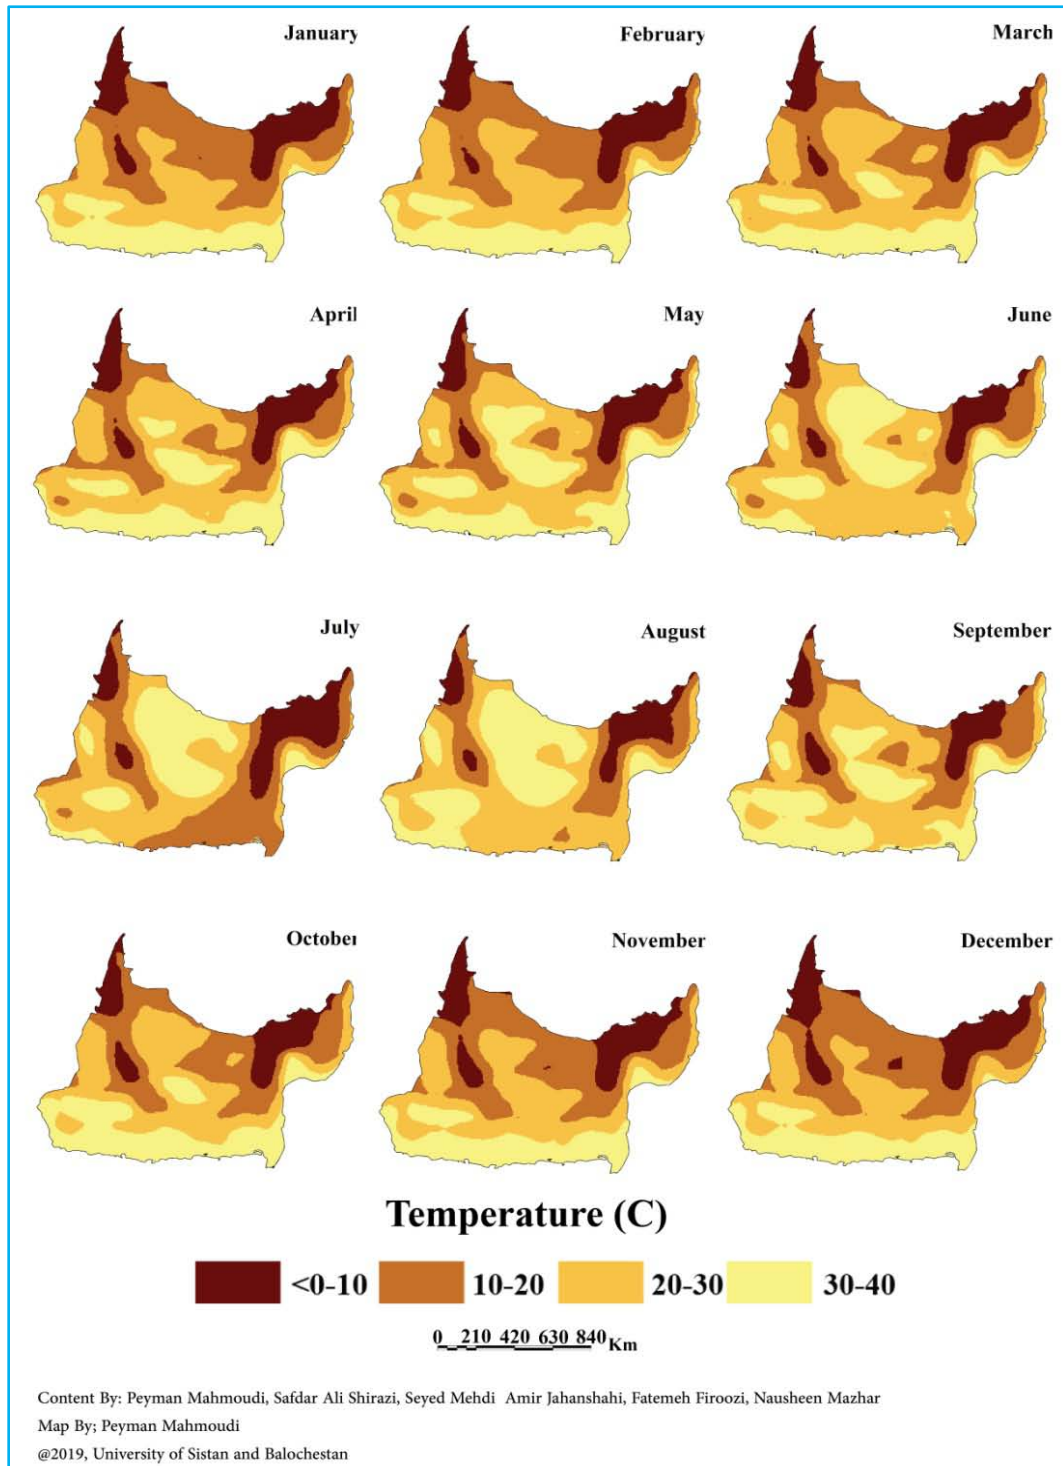 January
February
March
April
May
June
July
August
September
October
November
December
Temperature (C)
<0-10 10-20 20-30 30-40
0 210 420 630 840 Km
Content By: Peyman Mahmoudi, Safdar Ali Shirazi, Seyed Mehdi Amir Jahanshahi, Fatemeh Firoozi, Nausheen Mazhar
Map By; Peyman Mahmoudi
@2019, University of Sistan and Balochestan